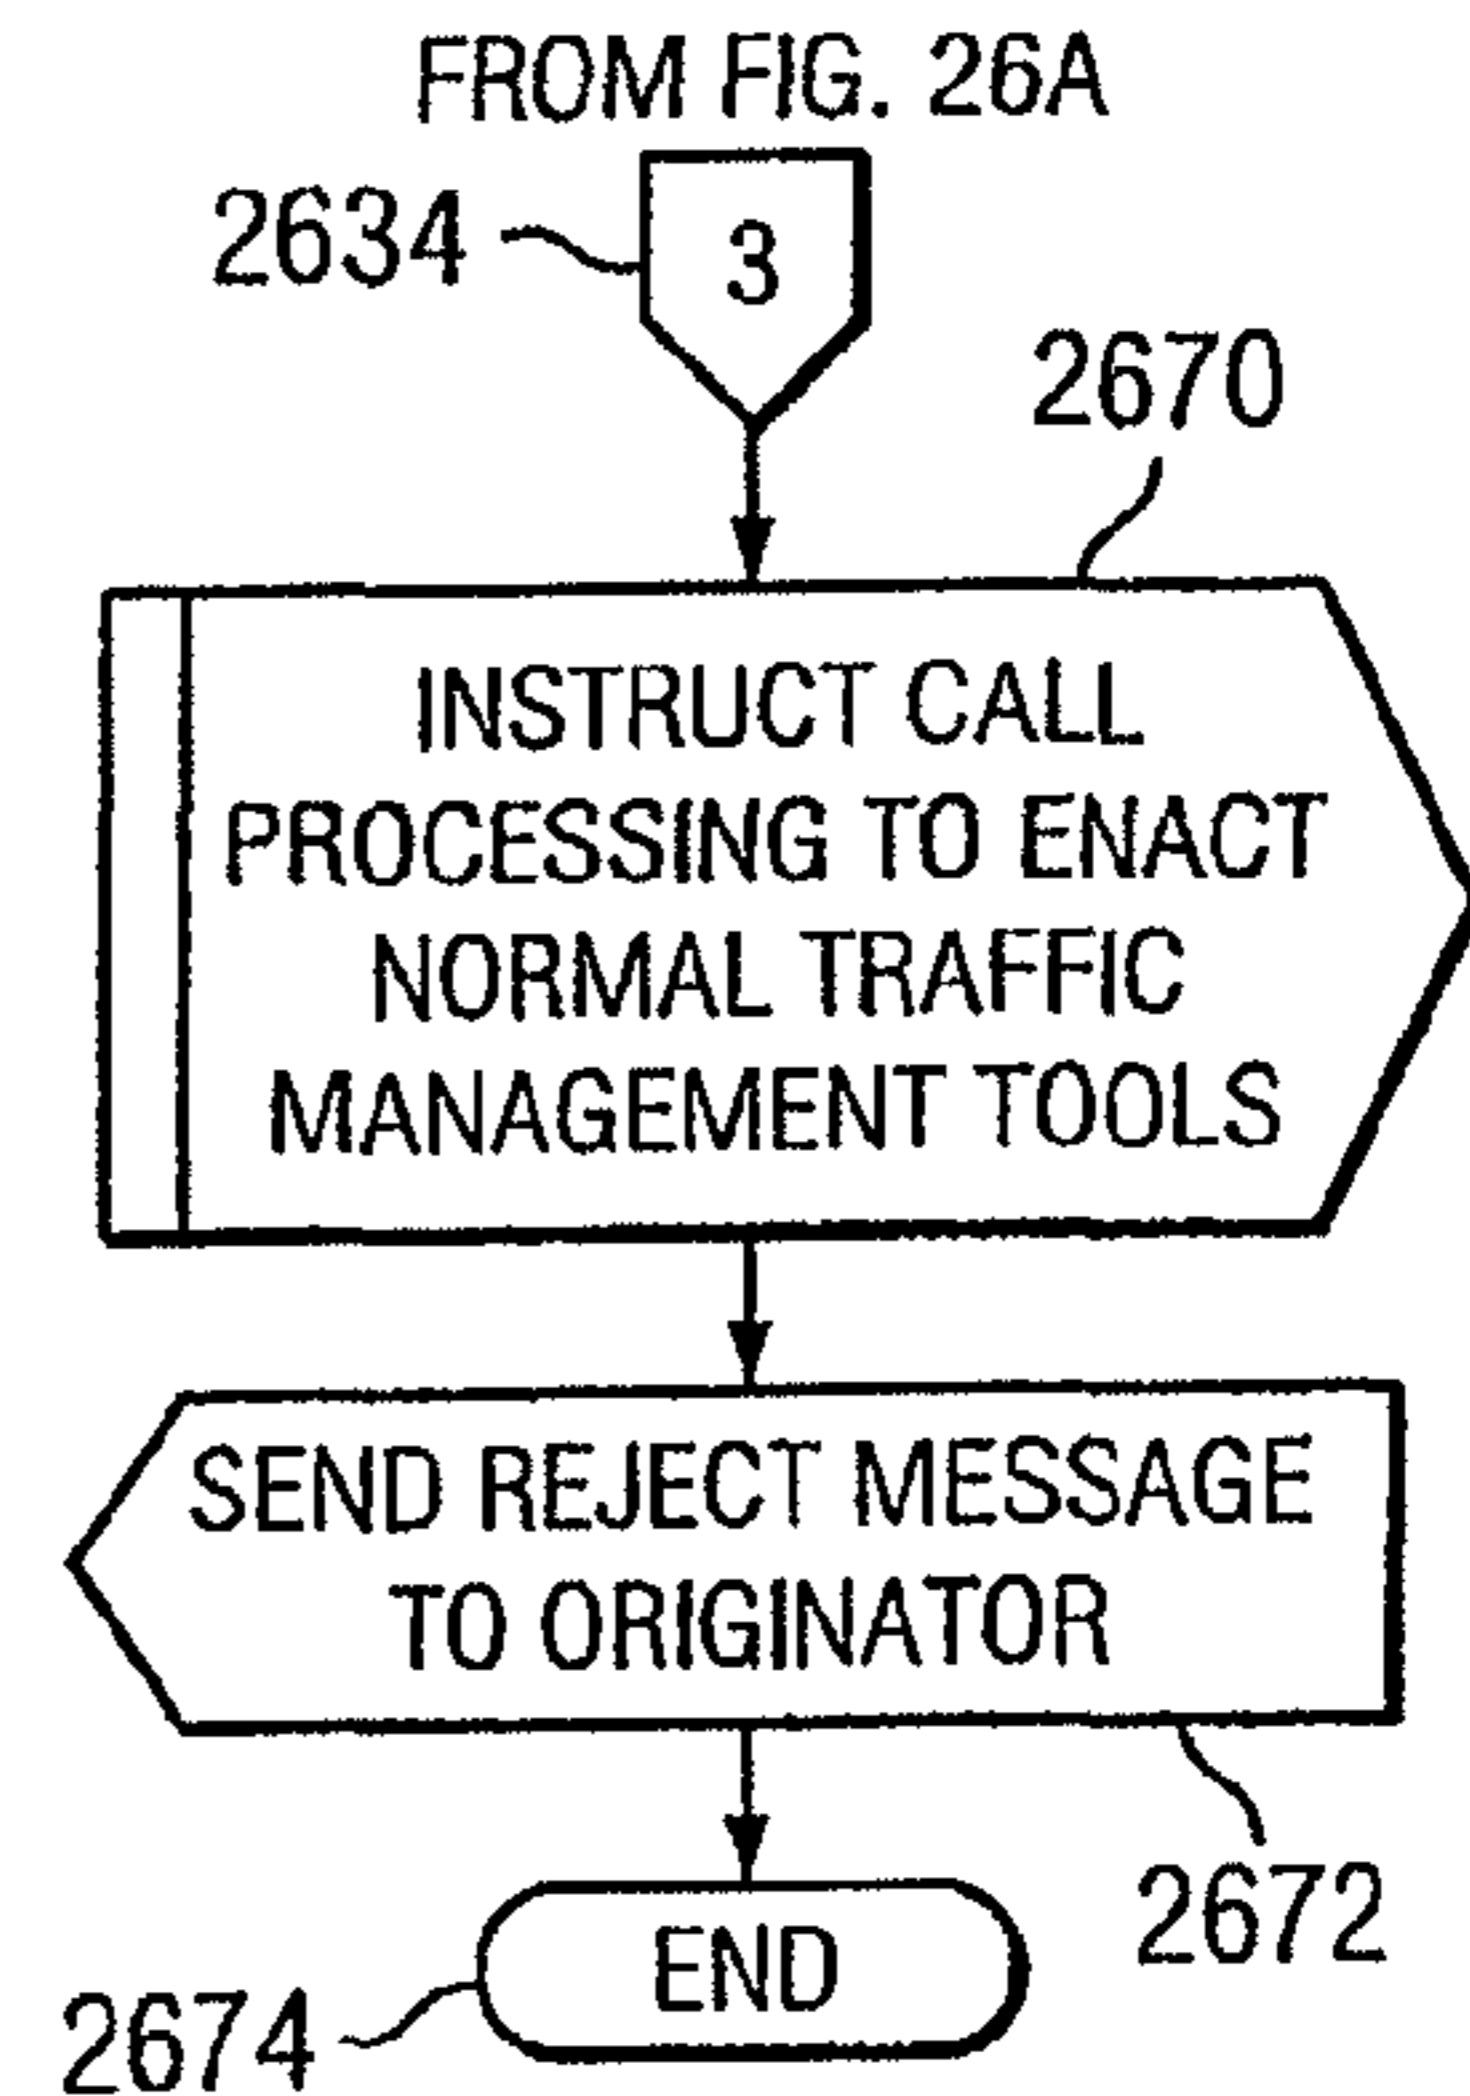 FROM FIG. 26A
2634
3
2670
INSTRUCT CALL
PROCESSING TO ENACT
NORMAL TRAFFIC
MANAGEMENT TOOLS
SEND REJECT MESSAGE
TO ORIGINATOR
2672
END
2674